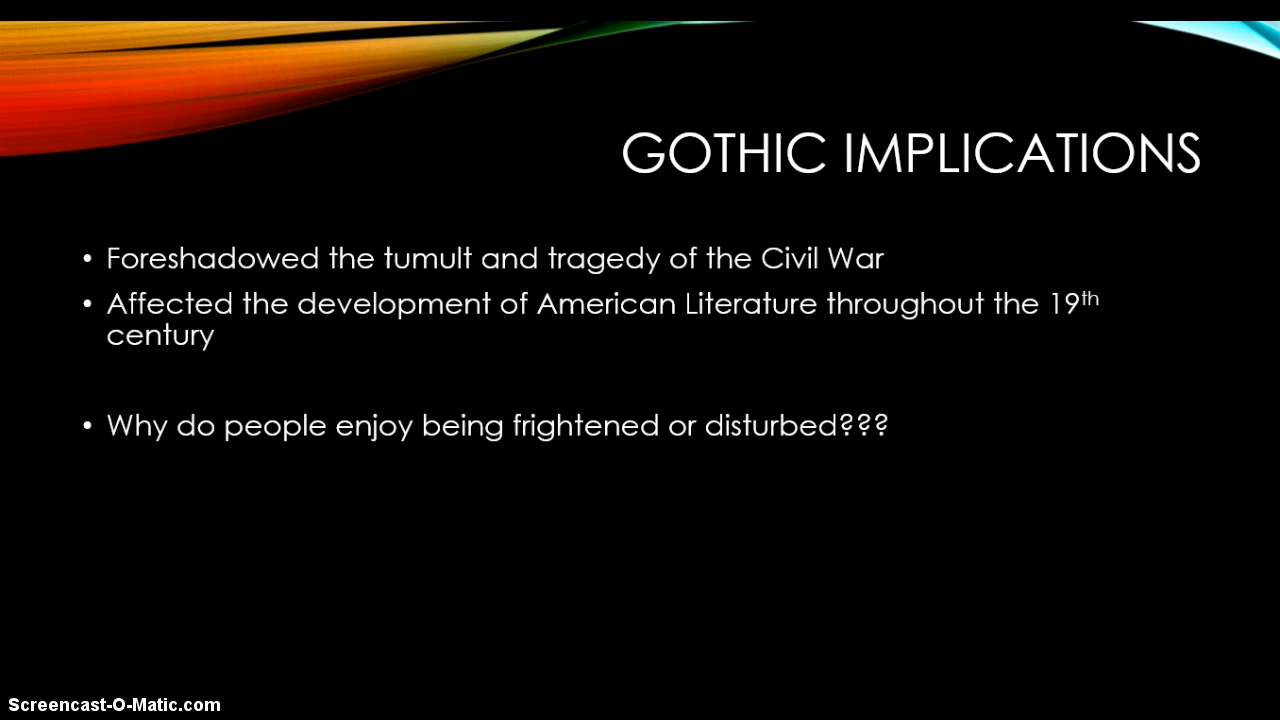 GOTHIC IMPLICATIONS
• Foreshadowed the tumult and tragedy of the Civil War
• Affected the development of American Literature throughout the 19th
century
• Why do people enjoy being frightened or disturbed???
Screencast-O-Matic.com